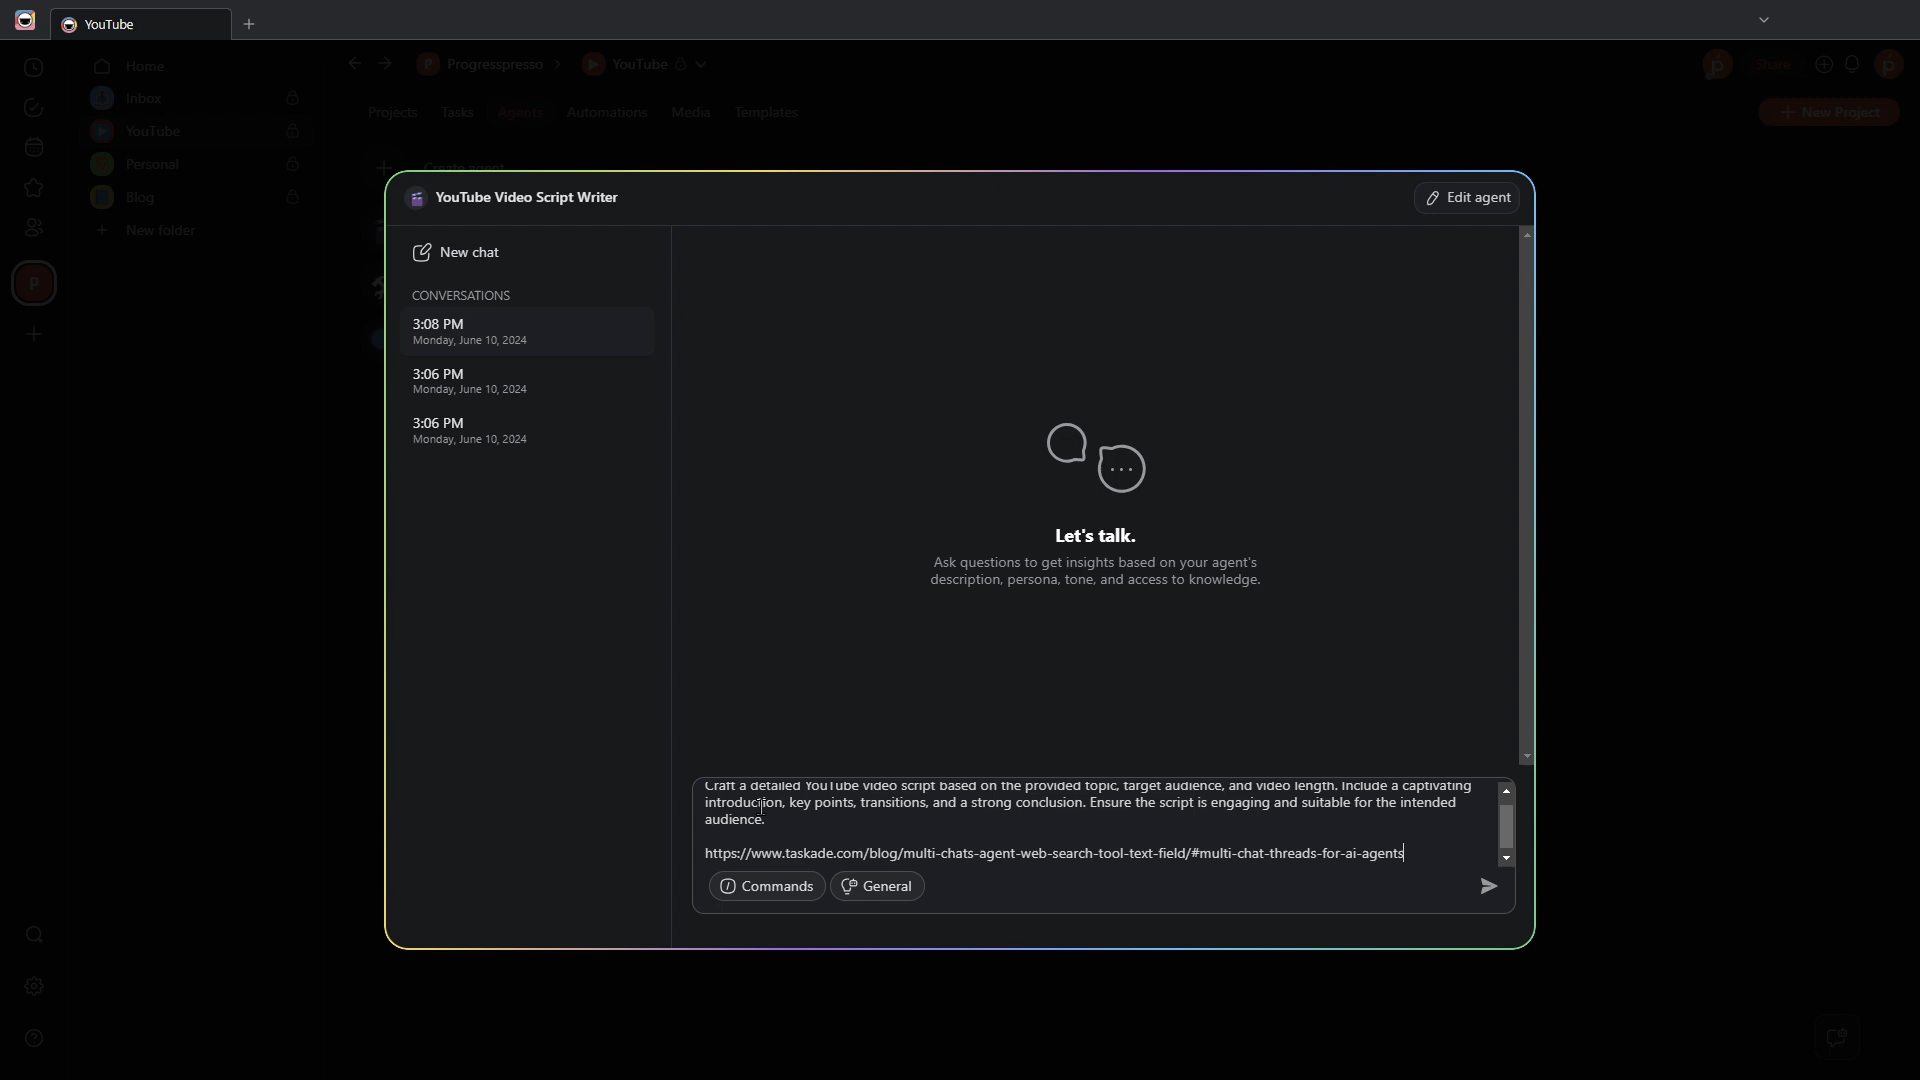 YouTube
Home
Progresspresso
YouTube
Share
Inbox
Projects
Tasks
Agents
Automations
Media
Templates
New Project
YouTube
Personal
Create agent
Blog
YouTube Video Script Writer
Edit agent
New folder
New chat
CONVERSATIONS
3:08 PM
Monday, June 10, 2024
3:06 PM
Monday, June 10, 2024
3:06 PM
Monday, June 10, 2024
Let's talk.
Ask questions to get insights based on your agent's
description, persona, tone, and access to knowledge.
Craft a detailed YouTube video script based on the provided topic, target audience, and video length. Include a captivating
introduction, key points, transitions, and a strong conclusion. Ensure the script is engaging and suitable for the intended
audience.
https://www.taskade.com/blog/multi-chats-agent-web-search-tool-text-field/#multi-chat-threads-for-ai-agents
Commands
General